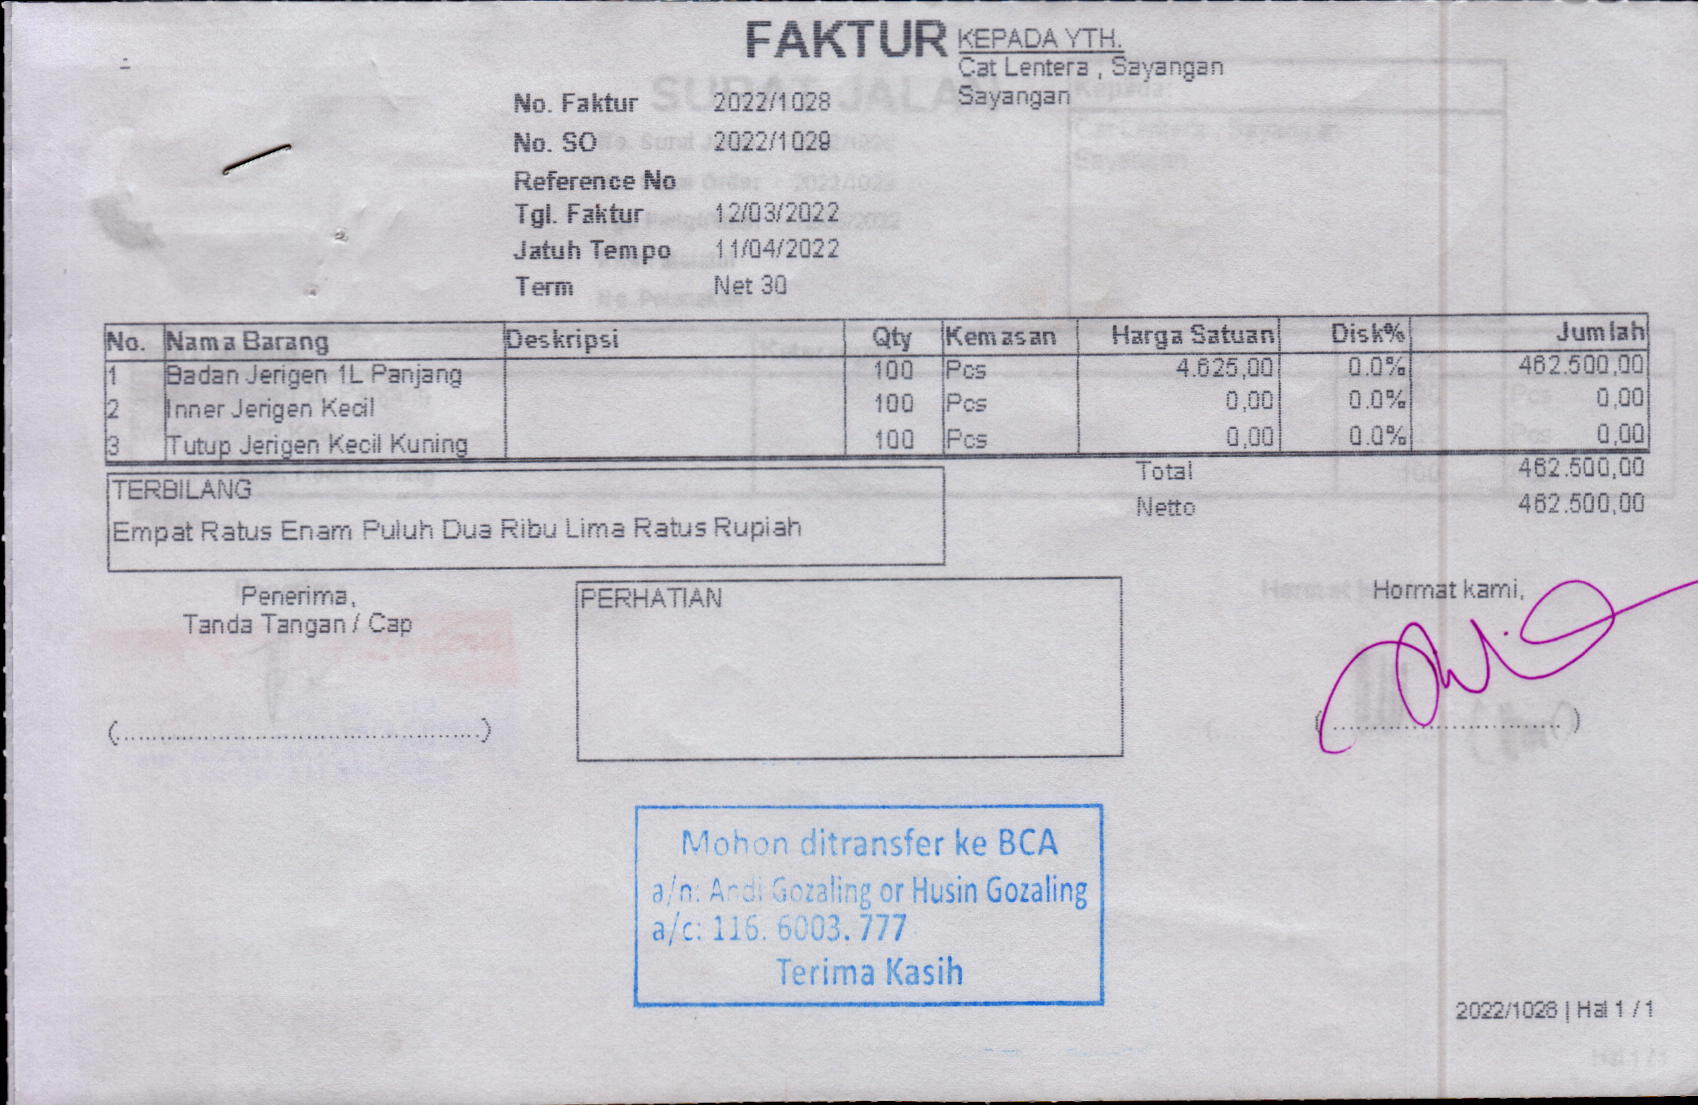 FAKTUR
KEPADA YTH.
Cat Lentera , Sayangan
Sayangan
No. Faktur 2022/1028
No. SO 2022/1029
Reference No
Tgl. Faktur 12/03/2022
Jatuh Tempo 11/04/2022
Term Net 30
No. Nama Barang Deskripsi Qty Kemasan Harga Satuan Disk% Jumlah
1 Badan Jerigen 1L Panjang 100 Pcs 4.625,00 0.0% 462.500,00
2 Inner Jerigen Kecil 100 Pcs 0,00 0.0% 0,00
3 Tutup Jerigen Kecil Kuning 100 Pcs 0,00 0.0% 0,00
Total 462.500,00
Netto 462.500,00
TERBILANG
Empat Ratus Enam Puluh Dua Ribu Lima Ratus Rupiah
Penerima,
Tanda Tangan / Cap
(............................................)
PERHATIAN
Hormat kami,
(............................)
Mohon ditransfer ke BCA
a/n: Andi Gozaling or Husin Gozaling
a/c: 116. 6003. 777
Terima Kasih
2022/1028 | Hal 1 / 1